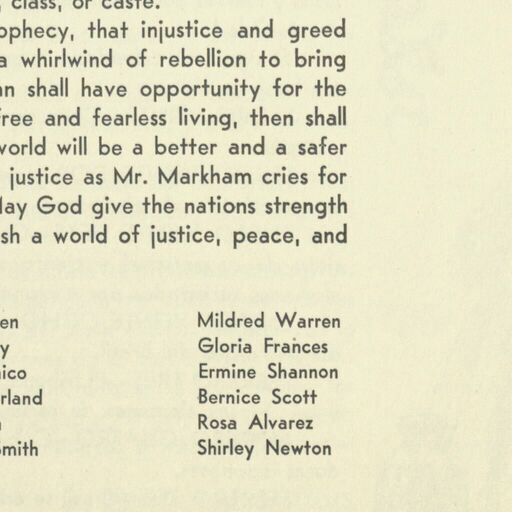 class, or caste.
ophecy, that injustice and greed
a whirlwind of rebellion to bring
an shall have opportunity for the
free and fearless living, then shall
world will be a better and a safer
justice as Mr. Markham cries for
May God give the nations strength
sh a world of justice, peace, and
en Mildred Warren
y Gloria Frances
ico Ermine Shannon
rland Bernice Scott
Rosa Alvarez
Smith Shirley Newton